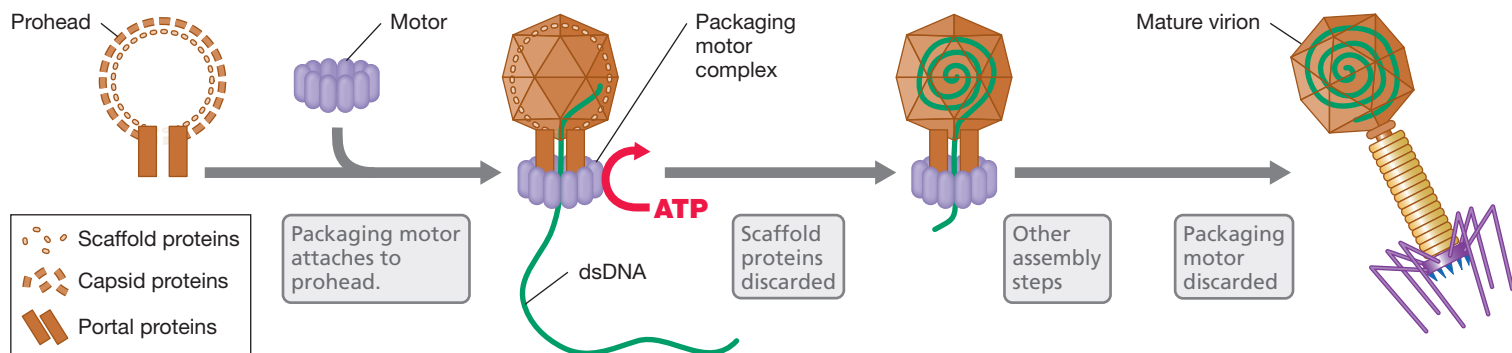 Prohead
Motor
Packaging
motor
complex
Mature virion
ATP
Scaffold proteins
Capsid proteins
Portal proteins
Packaging motor
attaches to
prohead.
dsDNA
Scaffold
proteins
discarded
Other
assembly
steps
Packaging
motor
discarded